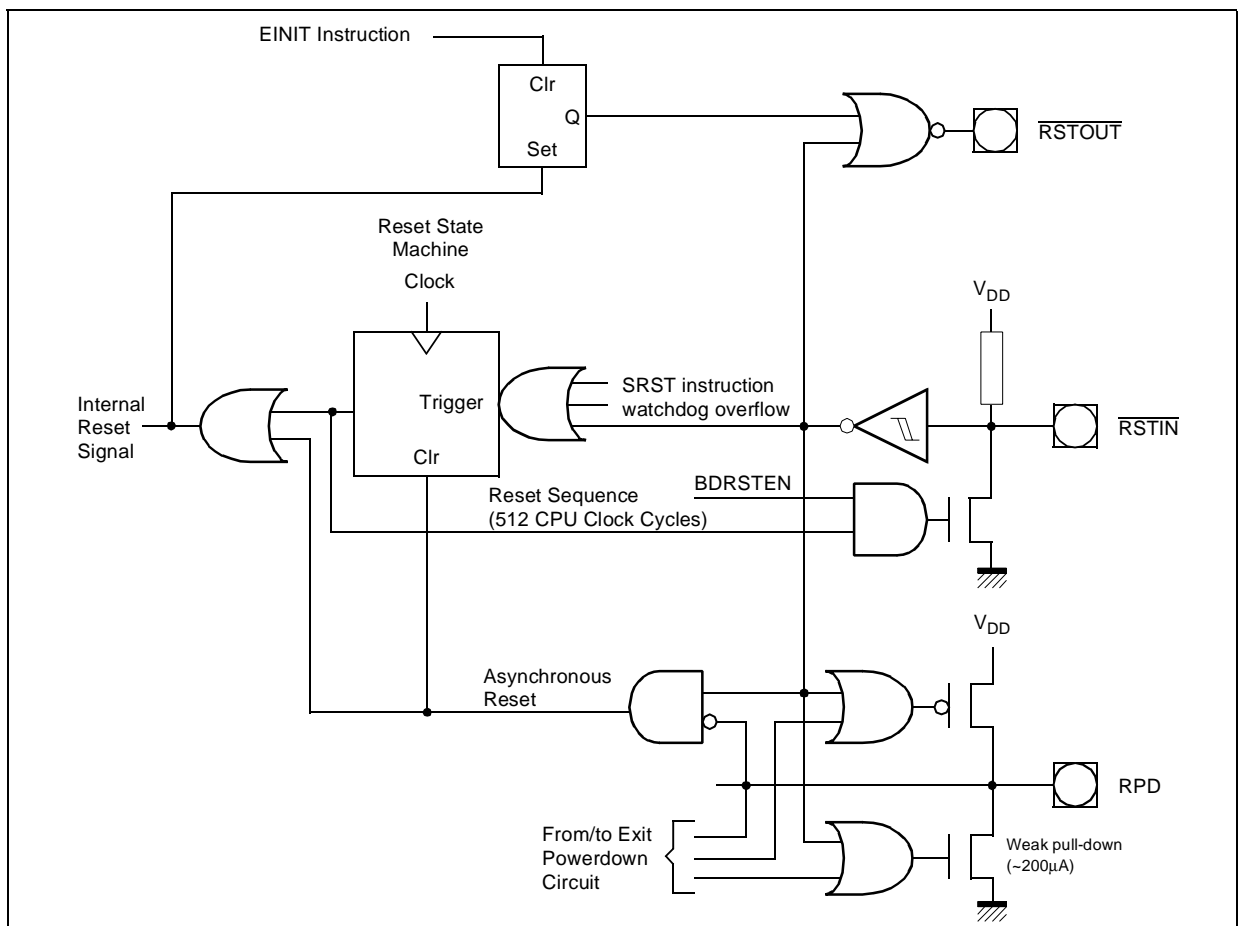 EINIT Instruction
Clr
Q
Set
RSTOUT
Reset State
Machine
Clock
VDD
Trigger
SRST instruction
watchdog overflow
Internal
Reset
Signal
RSTIN
Clr
BDRSTEN
Reset Sequence
(512 CPU Clock Cycles)
VDD
Asynchronous
Reset
RPD
From/to Exit
Powerdown
Circuit
Weak pull-down
(~200µA)